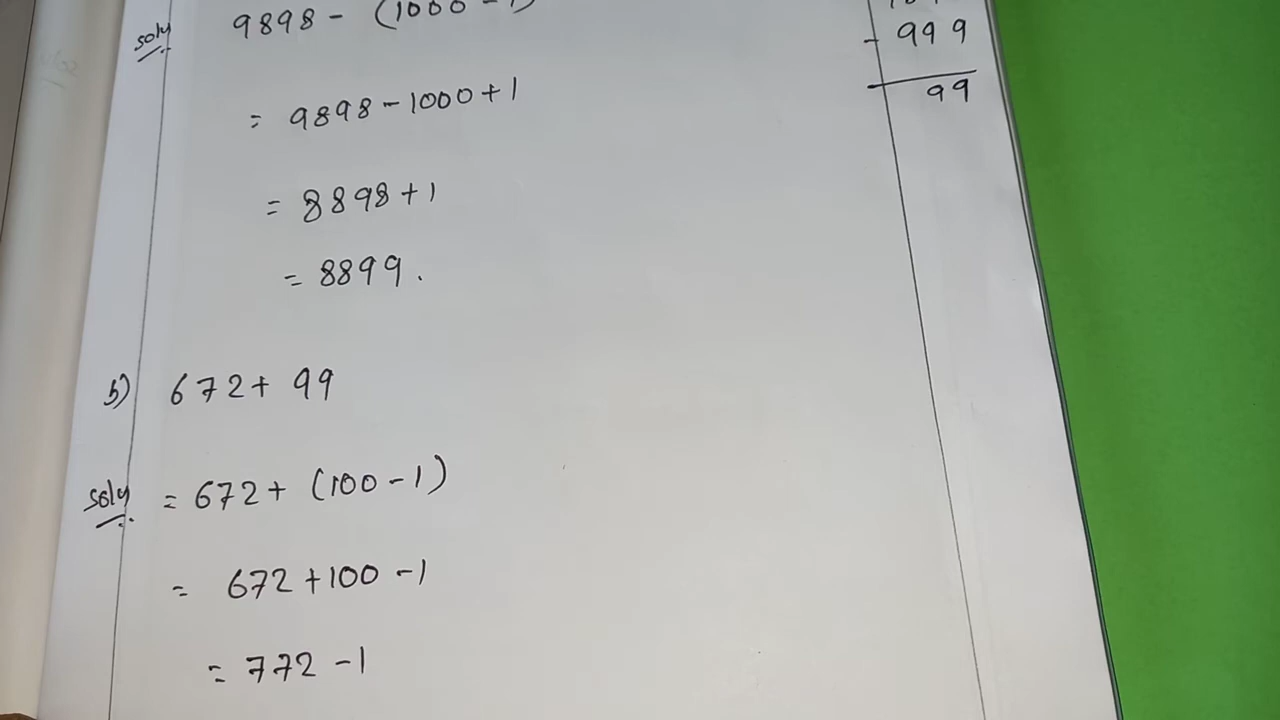 soln 9898 - (1000 - 1)
= 9898 - 1000 + 1
= 8898 + 1
= 8899.
b) 672 + 99
soln = 672 + (100 - 1)
= 672 + 100 - 1
= 772 - 1
- 999
99